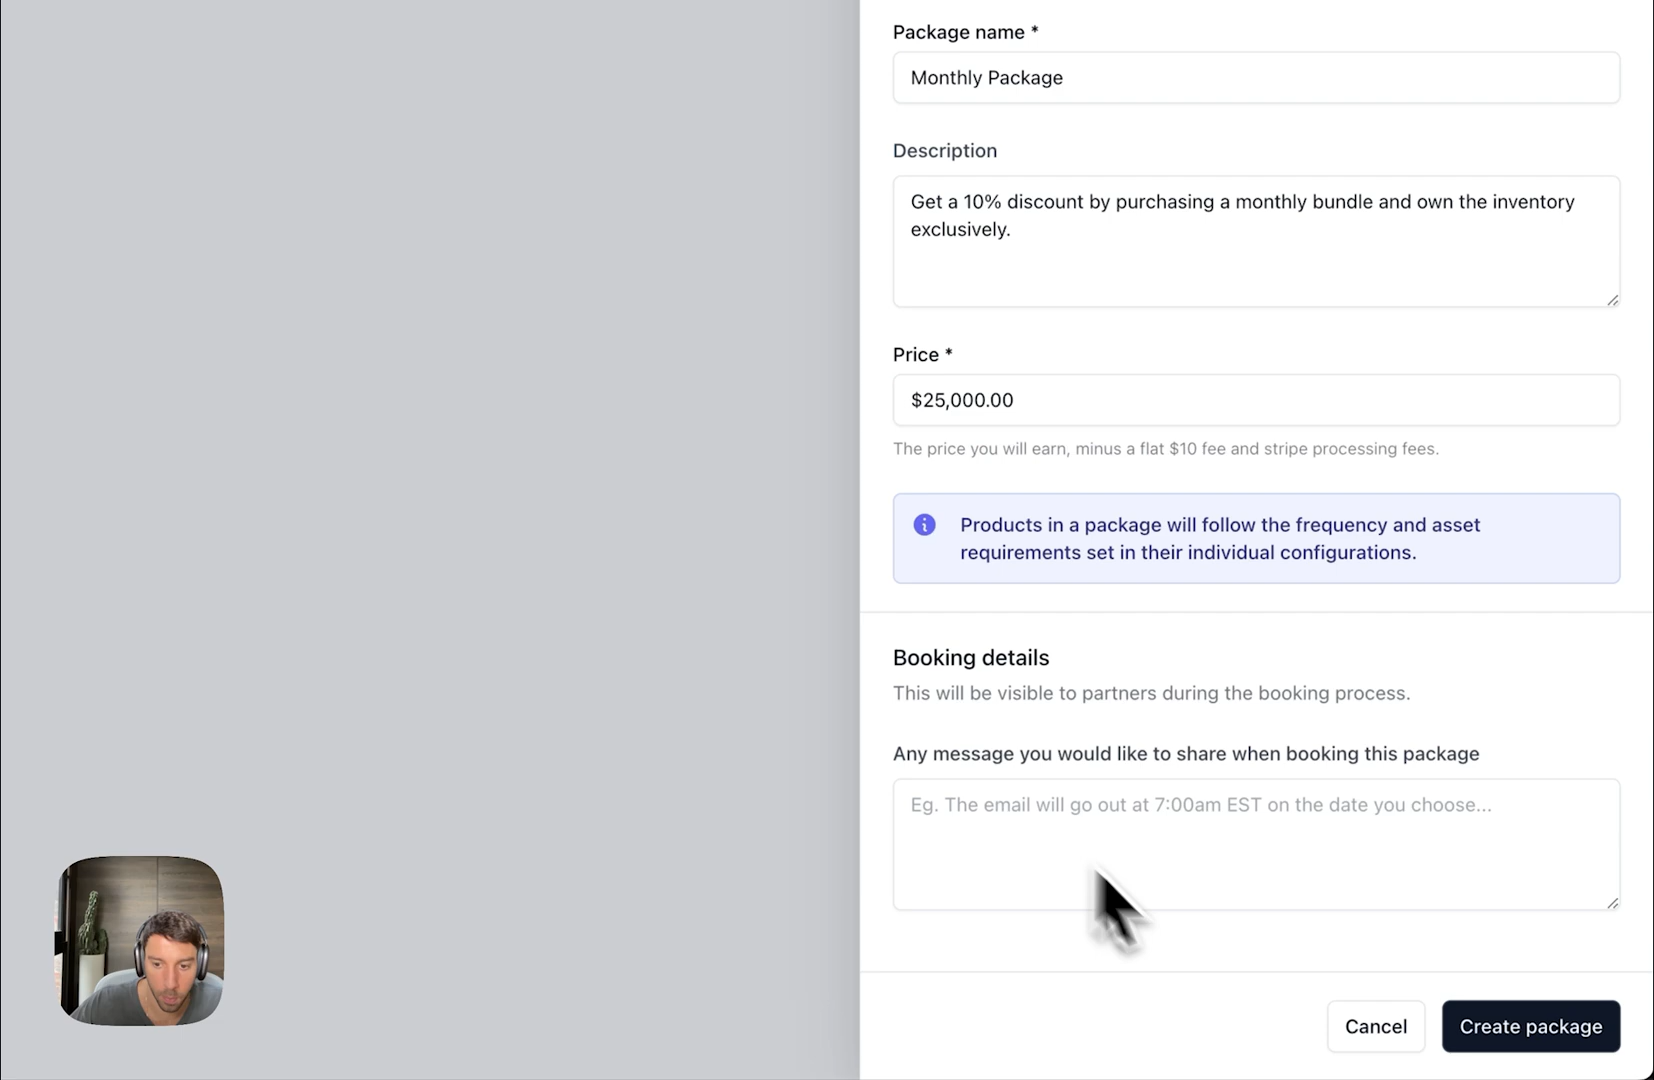 Package name *
Monthly Package
Description
Get a 10% discount by purchasing a monthly bundle and own the inventory
exclusively.
Price *
$25,000.00
The price you will earn, minus a flat $10 fee and stripe processing fees.
Products in a package will follow the frequency and asset
requirements set in their individual configurations.
Booking details
This will be visible to partners during the booking process.
Any message you would like to share when booking this package
Eg. The email will go out at 7:00am EST on the date you choose...
Cancel
Create package